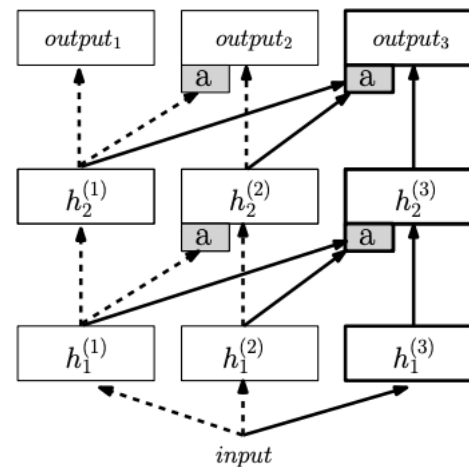 output₁ output₂ output₃
a a
h₂⁽¹⁾ h₂⁽²⁾ h₂⁽³⁾
a a
h₁⁽¹⁾ h₁⁽²⁾ h₁⁽³⁾
input